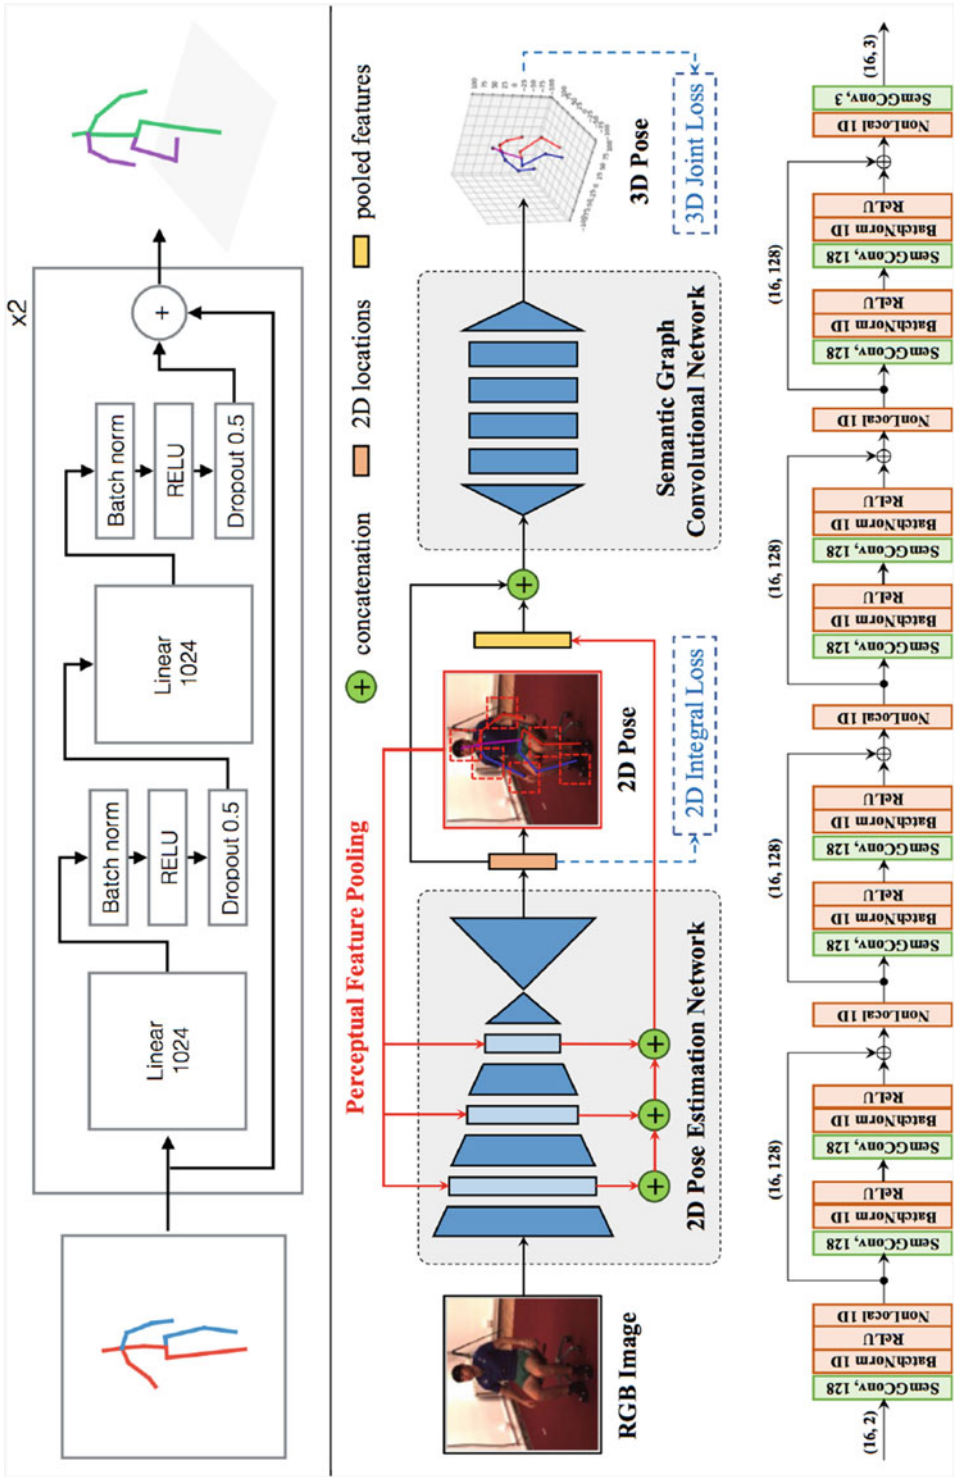 x2
Linear
1024
Batch norm
RELU
Dropout 0.5
Linear
1024
Batch norm
RELU
Dropout 0.5
+
concatenation
2D locations
pooled features
Perceptual Feature Pooling
RGB Image
2D Pose Estimation Network
2D Pose
2D Integral Loss
Semantic Graph
Convolutional Network
3D Pose
3D Joint Loss
(16, 2)
SemGConv, 128
BatchNorm 1D
ReLU
NonLocal 1D
(16, 128)
SemGConv, 128
BatchNorm 1D
ReLU
SemGConv, 128
BatchNorm 1D
ReLU
NonLocal 1D
(16, 128)
SemGConv, 128
BatchNorm 1D
ReLU
SemGConv, 128
BatchNorm 1D
ReLU
NonLocal 1D
(16, 128)
SemGConv, 128
BatchNorm 1D
ReLU
SemGConv, 128
BatchNorm 1D
ReLU
NonLocal 1D
(16, 128)
SemGConv, 128
BatchNorm 1D
ReLU
SemGConv, 128
BatchNorm 1D
ReLU
NonLocal 1D
SemGConv, 3
(16, 3)